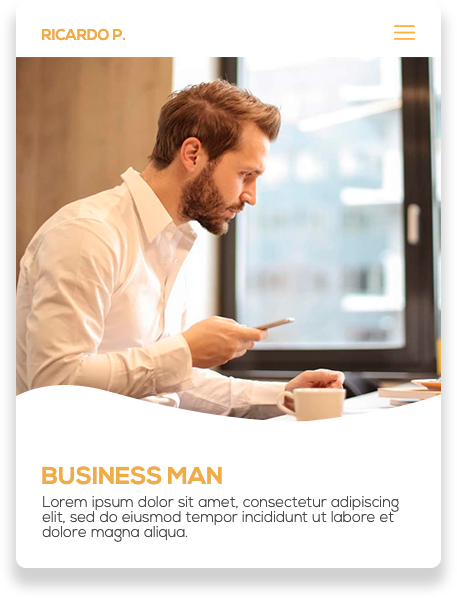 RICARDO P.
BUSINESS MAN
Lorem ipsum dolor sit amet, consectetur adipiscing
elit, sed do eiusmod tempor incididunt ut labore et
dolore magna aliqua.